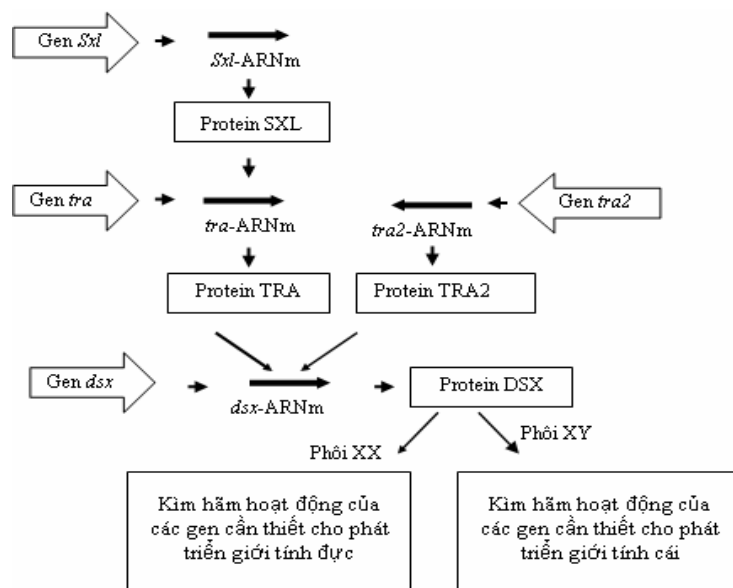 Gen Sxl
Sxl-ARNm
Protein SXL
Gen tra
tra-ARNm
tra2-ARNm
Gen tra2
Protein TRA
Protein TRA2
Gen dsx
dsx-ARNm
Protein DSX
Phôi XX
Phôi XY
Kìm hãm hoạt động của
các gen cần thiết cho phát
triển giới tính đực
Kìm hãm hoạt động của
các gen cần thiết cho phát
triển giới tính cái